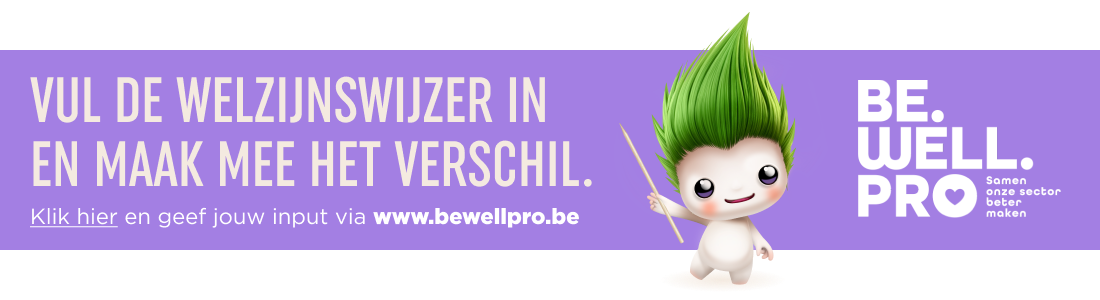 VUL DE WELZIJNSWIJZER IN
EN MAAK MEE HET VERSCHIL.
Klik hier en geef jouw input via www.bewellpro.be
BE.
WELL.
PRO
Samen
onze sector
beter
maken